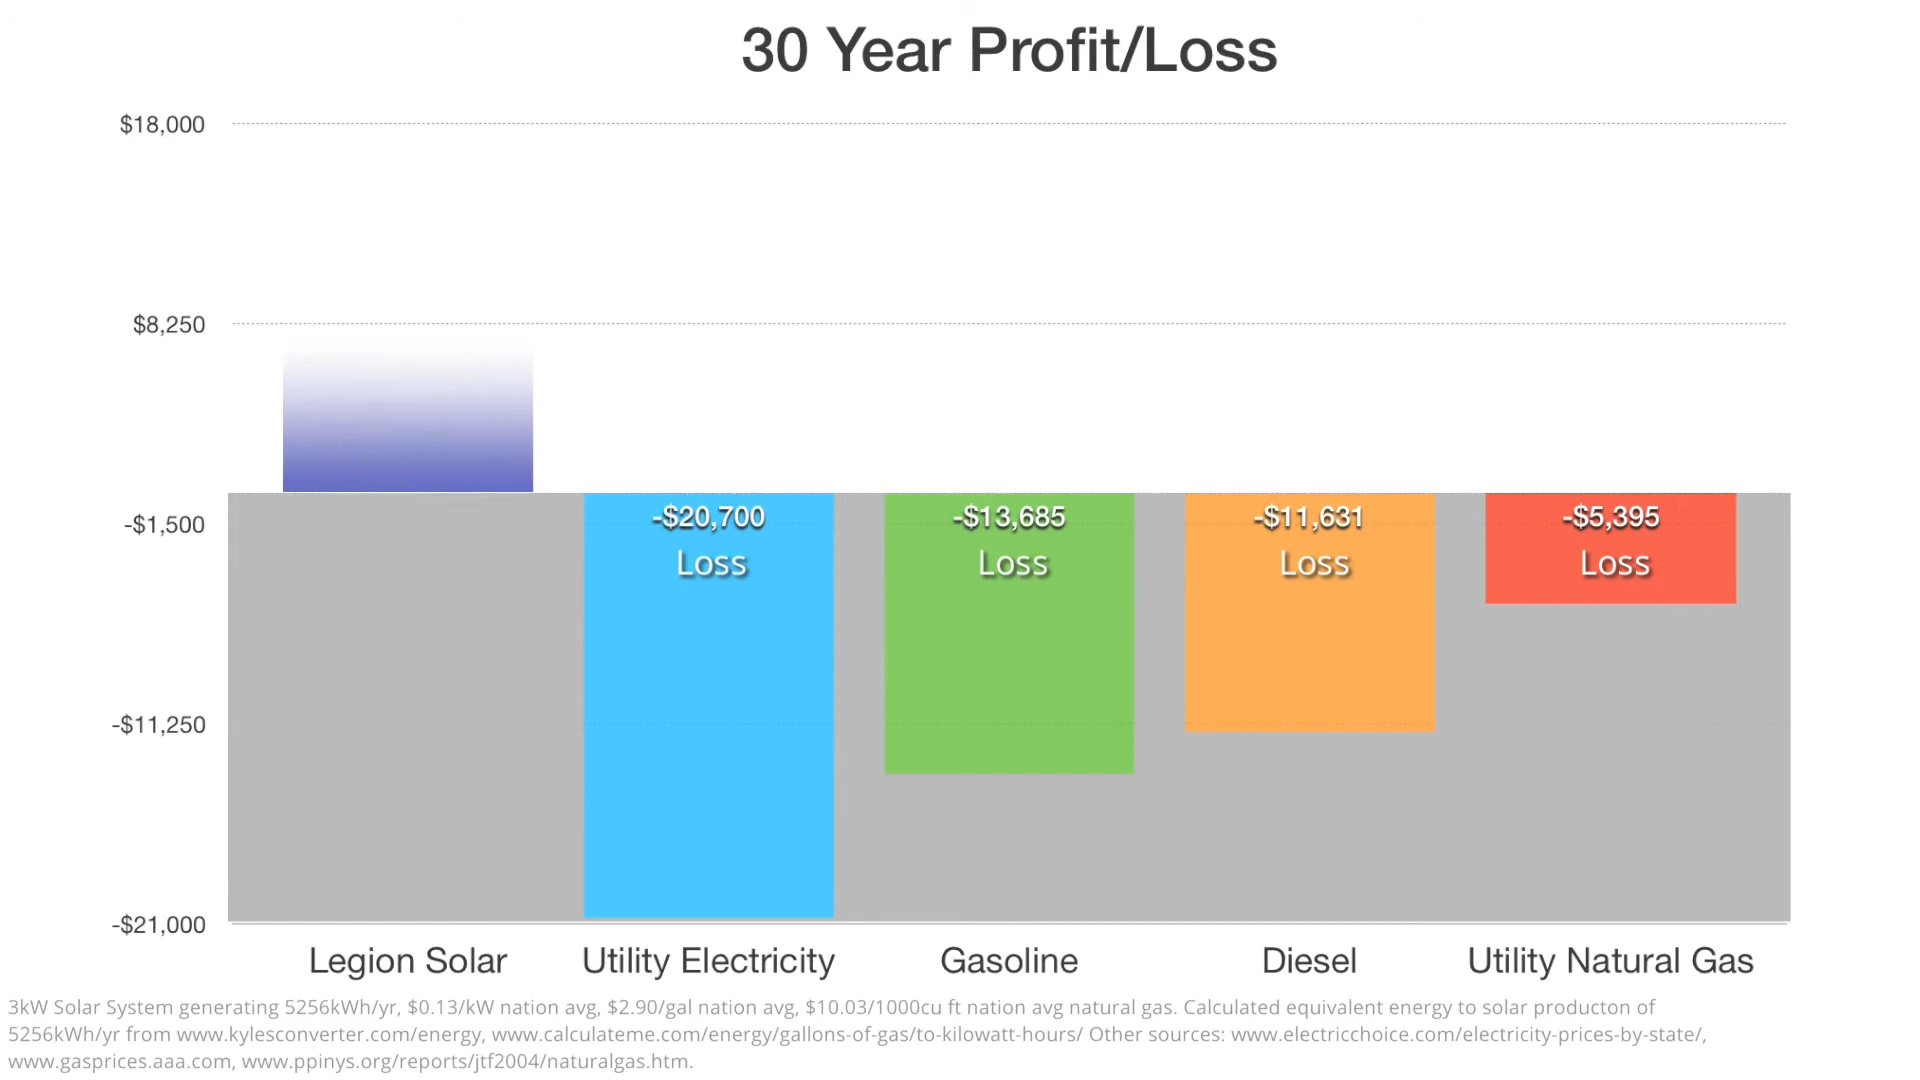 30 Year Profit/Loss
$18,000
$8,250
-$1,500
-$11,250
-$21,000
-$20,700
Loss
-$13,685
Loss
-$11,631
Loss
-$5,395
Loss
Legion Solar
Utility Electricity
Gasoline
Diesel
Utility Natural Gas
3kW Solar System generating 5256kWh/yr, $0.13/kW nation avg, $2.90/gal nation avg, $10.03/1000cu ft nation avg natural gas. Calculated equivalent energy to solar producton of
5256kWh/yr from www.kylesconverter.com/energy, www.calculateme.com/energy/gallons-of-gas/to-kilowatt-hours/ Other sources: www.electricchoice.com/electricity-prices-by-state/,
www.gasprices.aaa.com, www.ppinys.org/reports/jtf2004/naturalgas.htm.